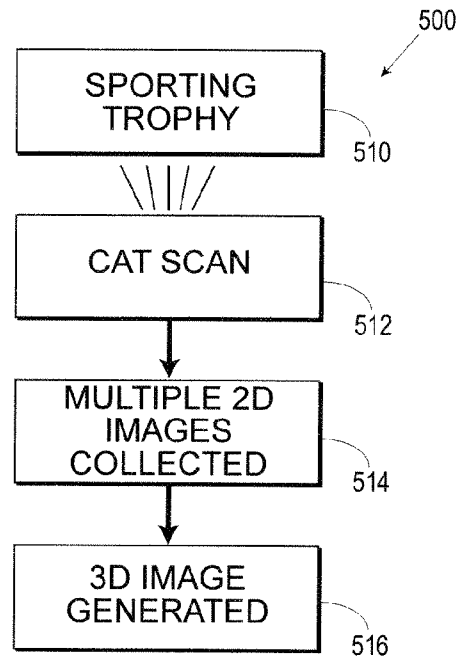 500
SPORTING
TROPHY
510
CAT SCAN
512
MULTIPLE 2D
IMAGES
COLLECTED
514
3D IMAGE
GENERATED
516